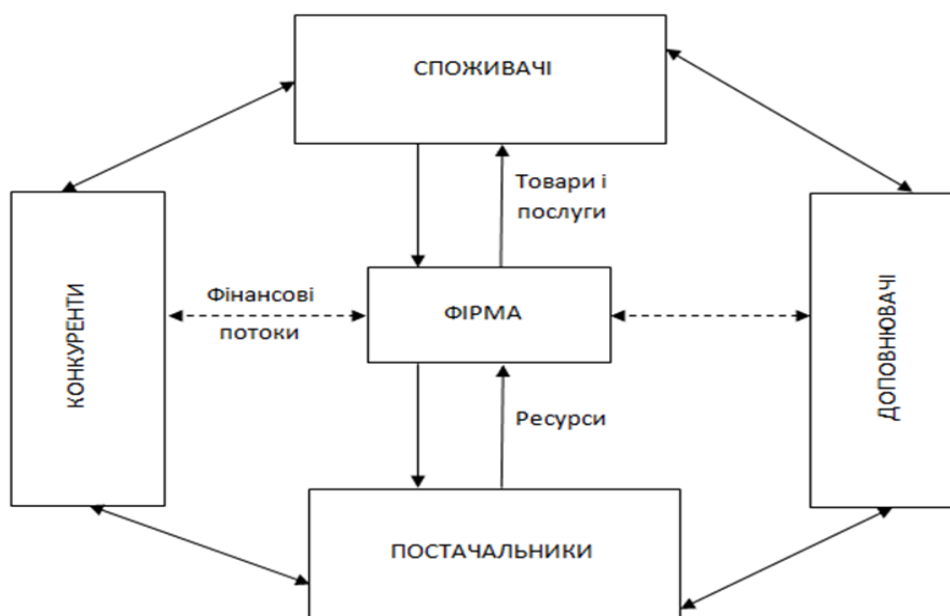 СПОЖИВАЧІ
Товари і
послуги
КОНКУРЕНТИ
Фінансові
потоки
ФІРМА
ДОПОВНЮВАЧІ
Ресурси
ПОСТАЧАЛЬНИКИ